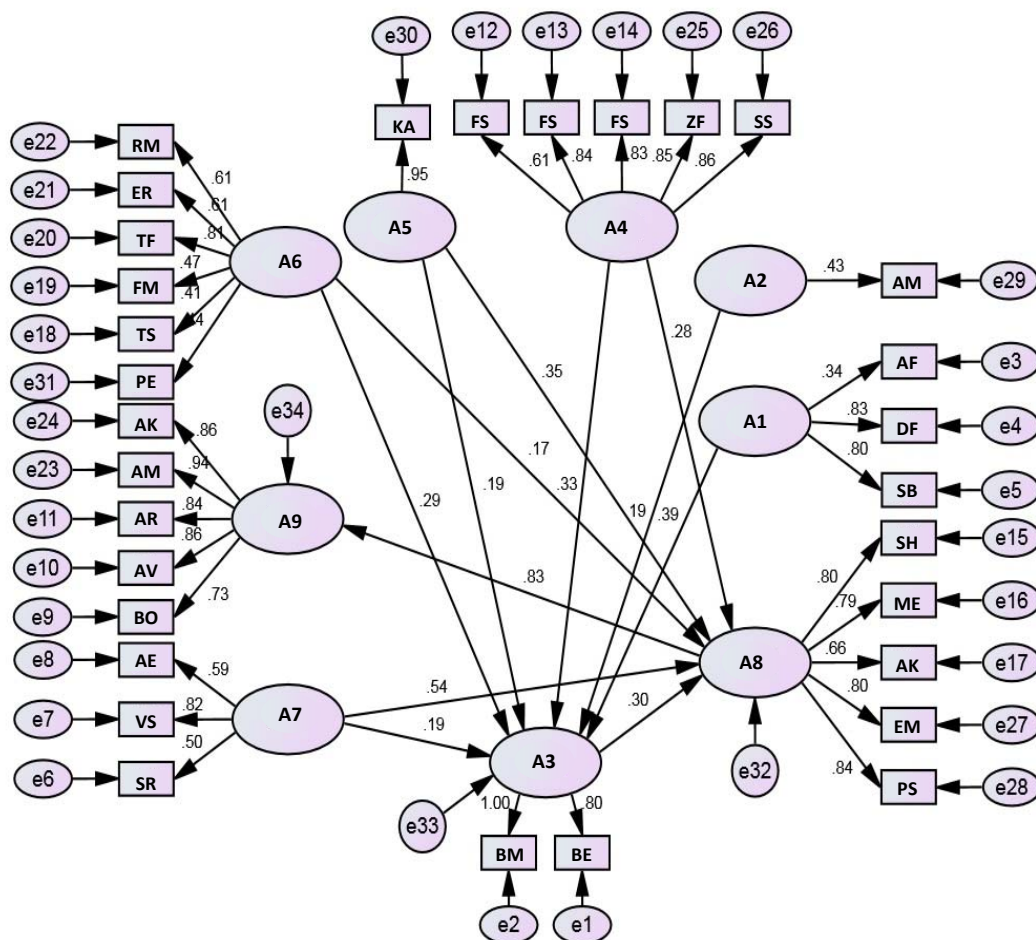 e30
e12
e13
e14
e25
e26
KA
FS
FS
FS
ZF
SS
e22
RM
e21
ER
e20
TF
e19
FM
e18
TS
e31
PE
e24
AK
e23
AM
e11
AR
e10
AV
e9
BO
e8
AE
e7
VS
e6
SR
.61
.61
.81
.47
.41
A6
.95
A5
.61
.84
.83
.85
.86
A4
A2
.43
AM
e29
A1
.34
.83
.80
AF
e3
DF
e4
SB
e5
e34
.86
.94
.84
.86
.73
A9
.28
.35
.17
.33
.29
.19
19
.39
.83
.59
.82
.50
A7
.54
.19
.30
A8
e32
.80
.79
.66
.80
.84
SH
e15
ME
e16
AK
e17
EM
e27
PS
e28
A3
e33
1.00
.80
BM
BE
e2
e1